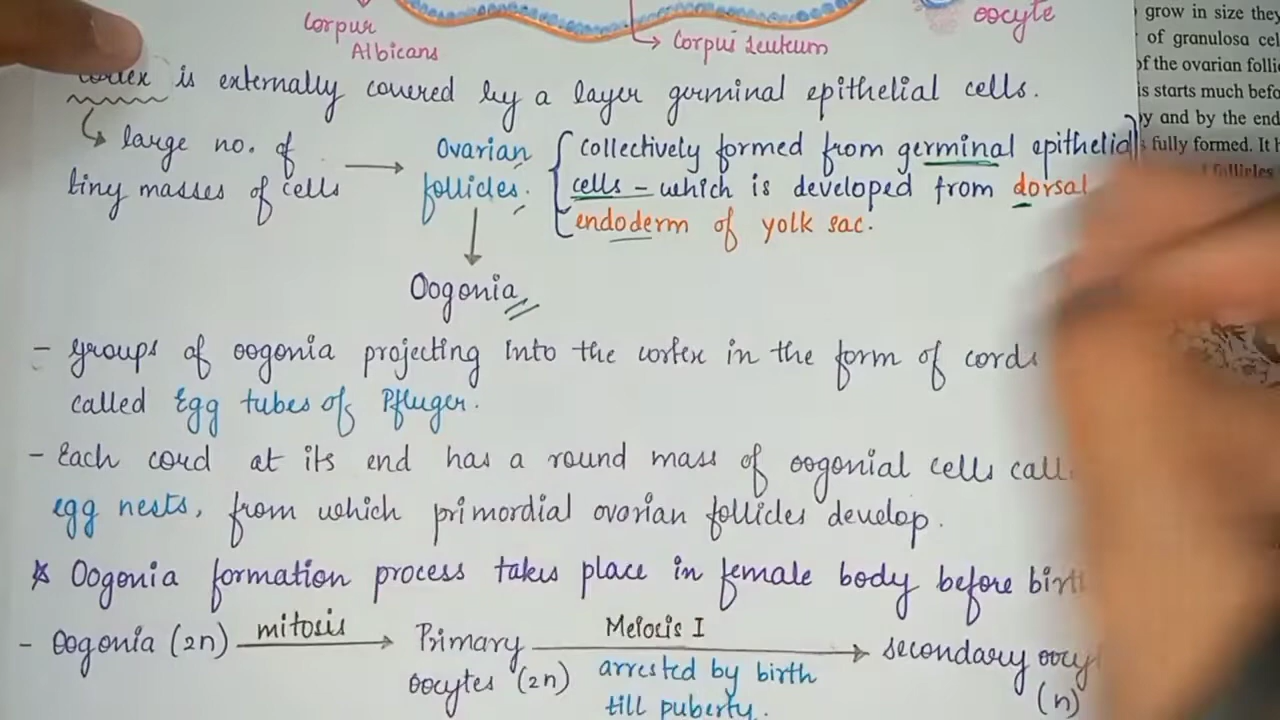 Corpus
Albicans
Corpus Leuteum
oocyte
cortex is externally covered by a layer germinal epithelial cells.
large no. of
tiny masses of cells
Ovarian
follicles.
collectively formed from germinal epithelial
cells - which is developed from dorsal
endoderm of yolk sac.
Oogonia
- groups of oogonia projecting into the cortex in the form of cords
called Egg tubes of Pfluger.
- Each cord at its end has a round mass of oogonial cells call
egg nests, from which primordial ovarian follicles develop.
* Oogonia formation process takes place in female body before birt
- Oogonia (2n) mitosis Primary Meiosis I secondary oocy
oocytes (2n) arrested by birth (n)
till puberty.
grow in size they
of granulosa cel
of the ovarian follic
is starts much befo
y and by the end
fully formed. It h
follicles